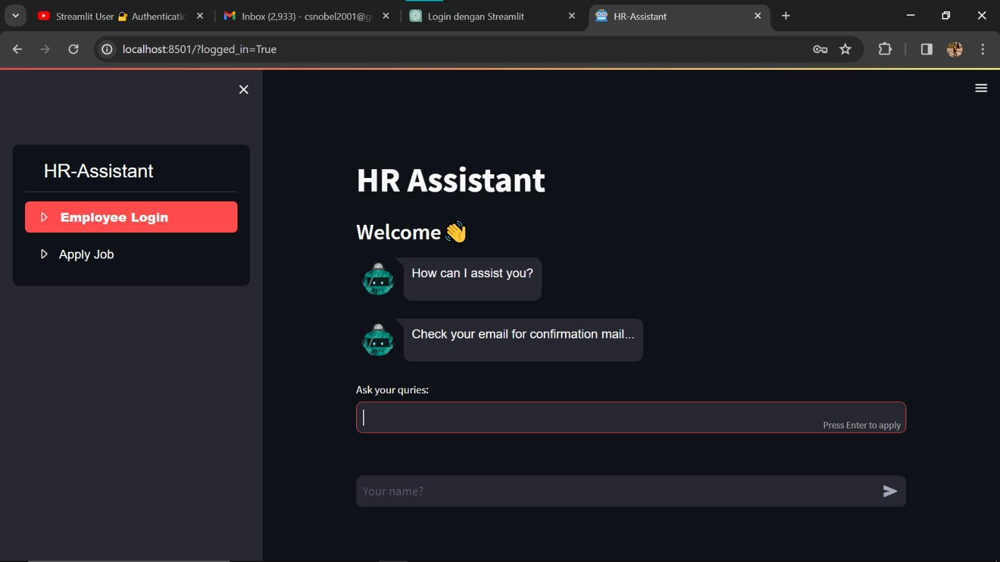 Streamlit User 🔐 Authenticatio
Inbox (2,933) - csnobel2001@g
Login dengan Streamlit
HR-Assistant
localhost:8501/?logged_in=True
HR-Assistant
Employee Login
Apply Job
HR Assistant
Welcome 👋
How can I assist you?
Check your email for confirmation mail...
Ask your quries:
Press Enter to apply
Your name?